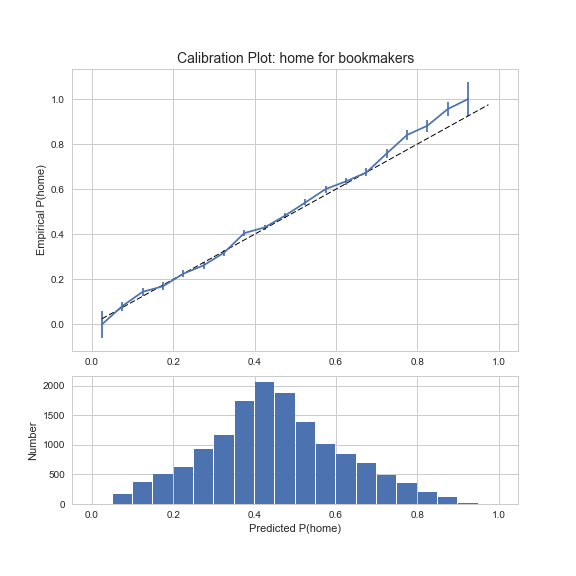 Calibration Plot: home for bookmakers
Empirical P(home)
1.0
0.8
0.6
0.4
0.2
0.0
0.0 0.2 0.4 0.6 0.8 1.0
Number
2000
1500
1000
500
0
0.0 0.2 0.4 0.6 0.8 1.0
Predicted P(home)